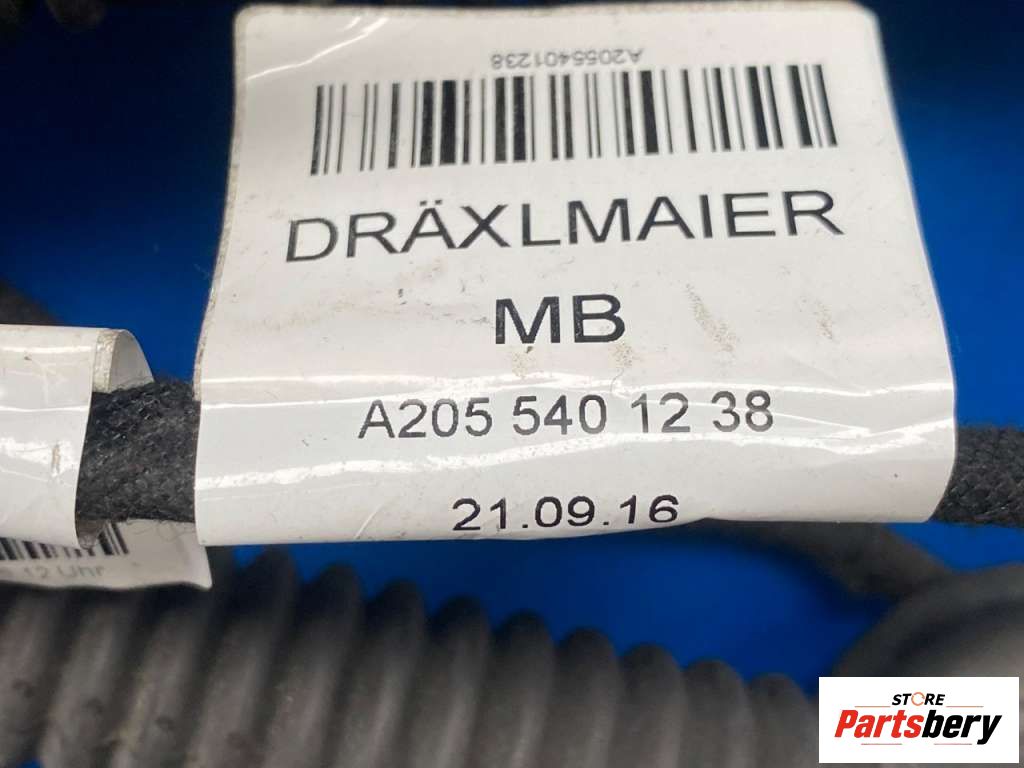 A2055401238
DRÄXLMAIER
MB
A205 540 12 38
21.09.16
12 Uhr
STORE
Partsbery